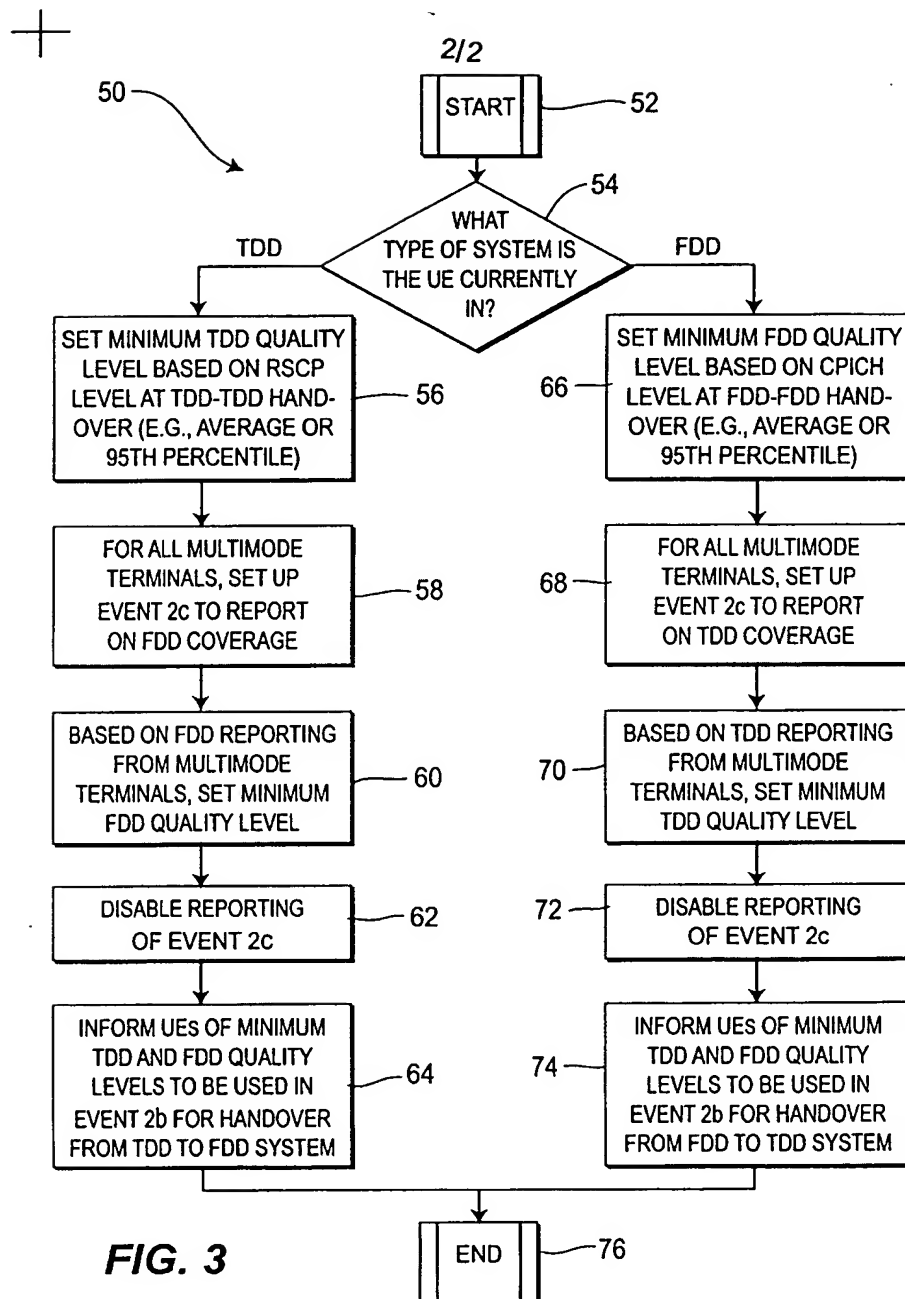 2/2
50
START
52
54
WHAT
TYPE OF SYSTEM IS
THE UE CURRENTLY
IN?
TDD
FDD
SET MINIMUM TDD QUALITY
LEVEL BASED ON RSCP
LEVEL AT TDD-TDD HAND-
OVER (E.G., AVERAGE OR
95TH PERCENTILE)
56
66
SET MINIMUM FDD QUALITY
LEVEL BASED ON CPICH
LEVEL AT FDD-FDD HAND-
OVER (E.G., AVERAGE OR
95TH PERCENTILE)
FOR ALL MULTIMODE
TERMINALS, SET UP
EVENT 2c TO REPORT
ON FDD COVERAGE
58
68
FOR ALL MULTIMODE
TERMINALS, SET UP
EVENT 2c TO REPORT
ON TDD COVERAGE
BASED ON FDD REPORTING
FROM MULTIMODE
TERMINALS, SET MINIMUM
FDD QUALITY LEVEL
60
70
BASED ON TDD REPORTING
FROM MULTIMODE
TERMINALS, SET MINIMUM
TDD QUALITY LEVEL
DISABLE REPORTING
OF EVENT 2c
62
72
DISABLE REPORTING
OF EVENT 2c
INFORM UEs OF MINIMUM
TDD AND FDD QUALITY
LEVELS TO BE USED IN
EVENT 2b FOR HANDOVER
FROM TDD TO FDD SYSTEM
64
74
INFORM UEs OF MINIMUM
TDD AND FDD QUALITY
LEVELS TO BE USED IN
EVENT 2b FOR HANDOVER
FROM FDD TO TDD SYSTEM
END
76
FIG. 3